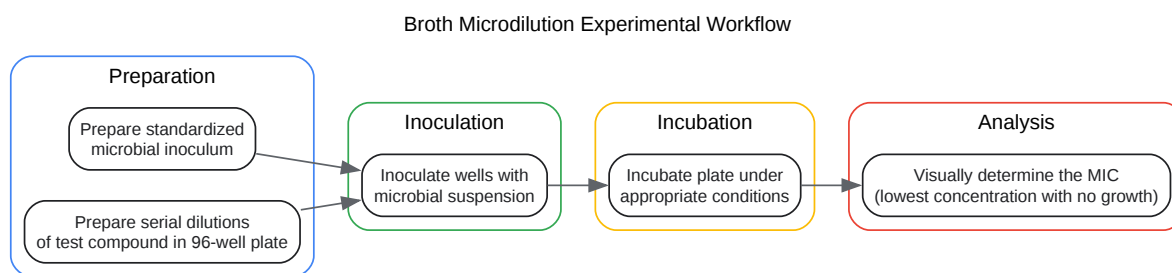 Broth Microdilution Experimental Workflow
Preparation
Prepare standardized
microbial inoculum
Prepare serial dilutions
of test compound in 96-well plate
Inoculation
Inoculate wells with
microbial suspension
Incubation
Incubate plate under
appropriate conditions
Analysis
Visually determine the MIC
(lowest concentration with no growth)